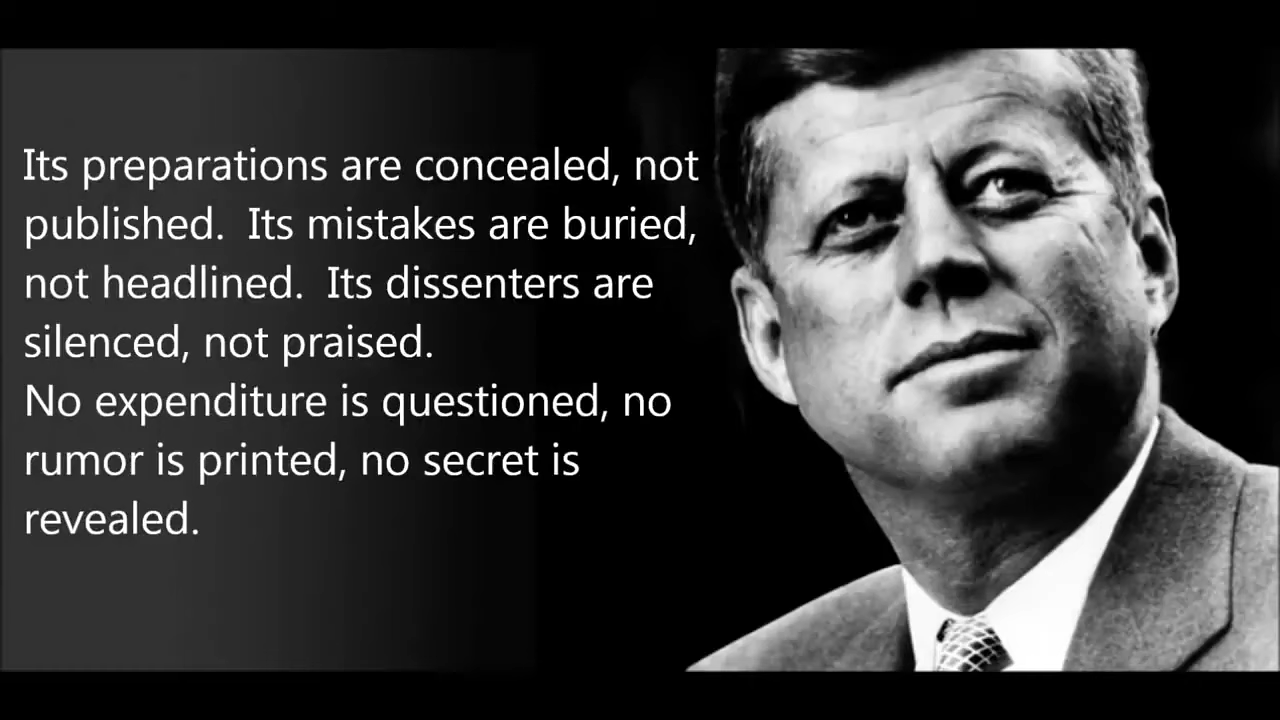 Its preparations are concealed, not
published.  Its mistakes are buried,
not headlined.  Its dissenters are
silenced, not praised.
No expenditure is questioned, no
rumor is printed, no secret is
revealed.